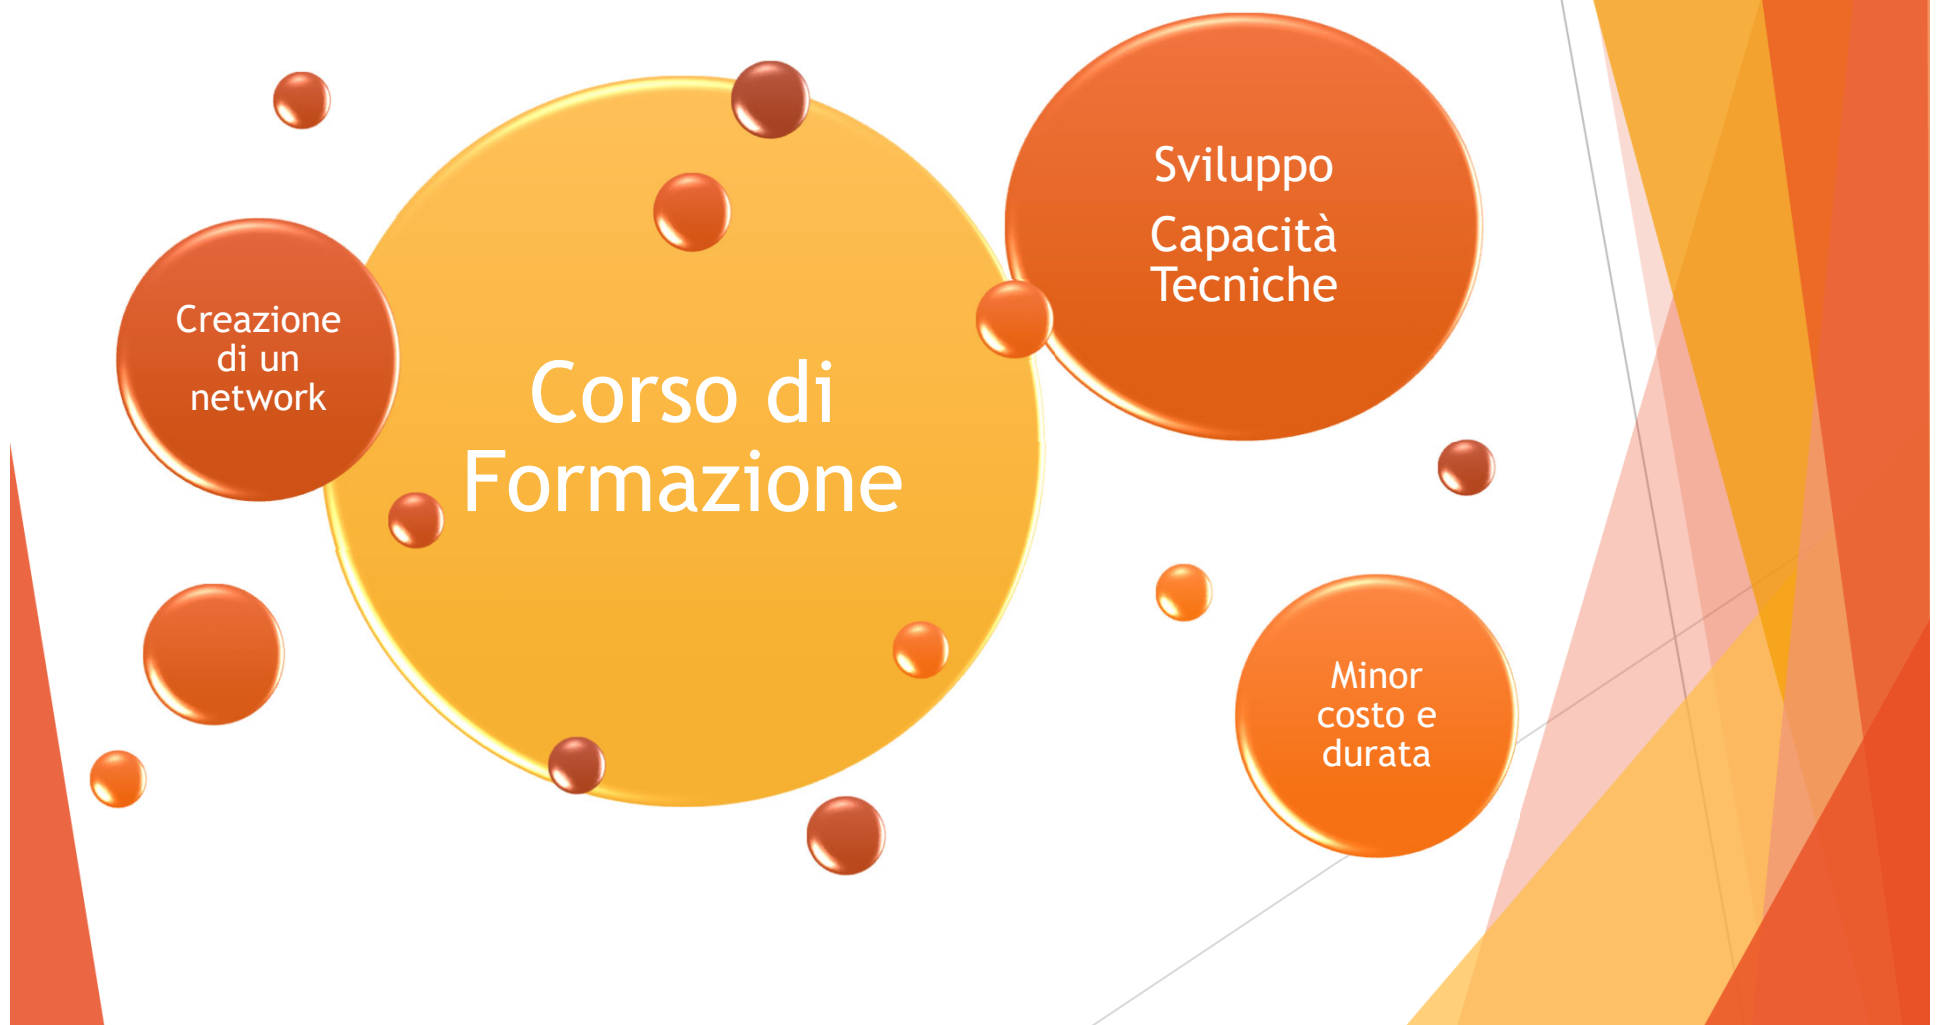 Corso di
Formazione
Creazione
di un
network
Sviluppo
Capacità
Tecniche
Minor
costo e
durata